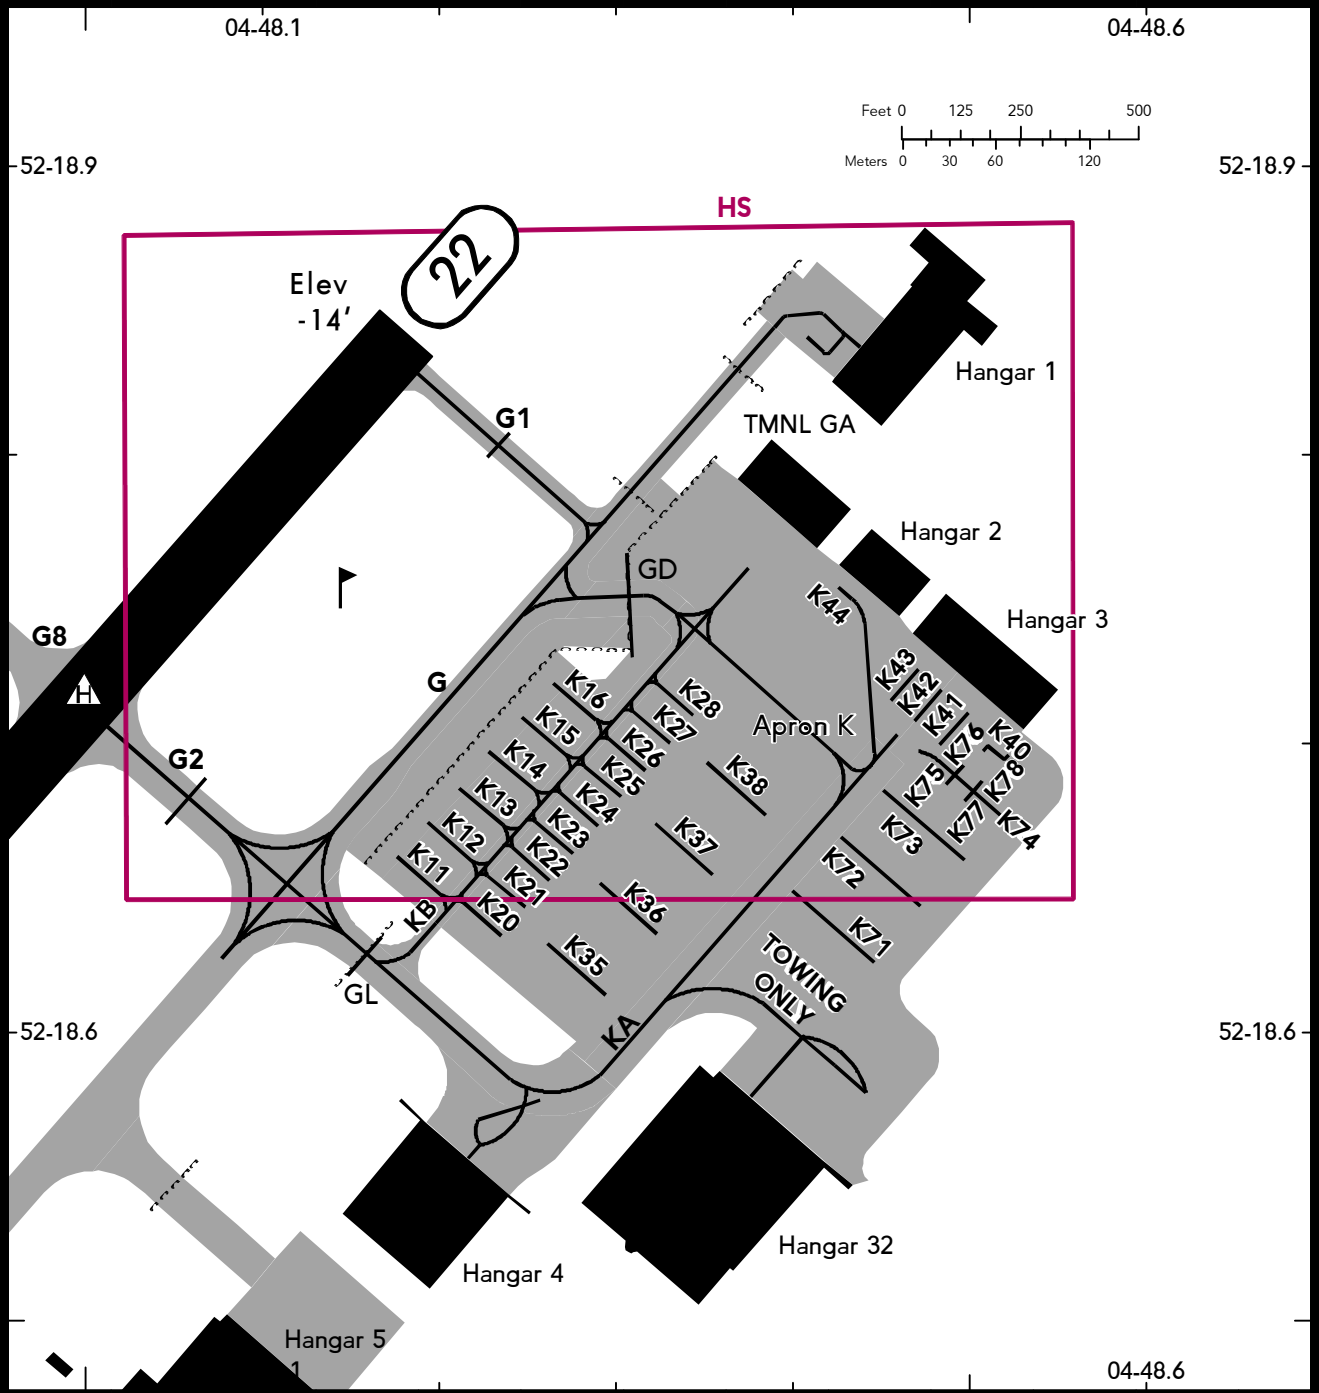 04-48.1
04-48.6
Feet 0 125 250 500
Meters 0 30 60 120
52-18.9
52-18.9
HS
22
Elev
-14'
Hangar 1
G1
TMNL GA
Hangar 2
GD
K44
Hangar 3
G8
H
G
K43
K42
K41
K40
K16
K28
K15
K27
Apron K
K76
K14
K26
K78
G2
K13
K25
K38
K75
K12
K24
K77
K74
K11
K23
K37
K73
K22
K72
K21
KB
K20
K36
K71
K35
TOWING
ONLY
GL
KA
52-18.6
52-18.6
Hangar 32
Hangar 4
Hangar 5
1
04-48.6